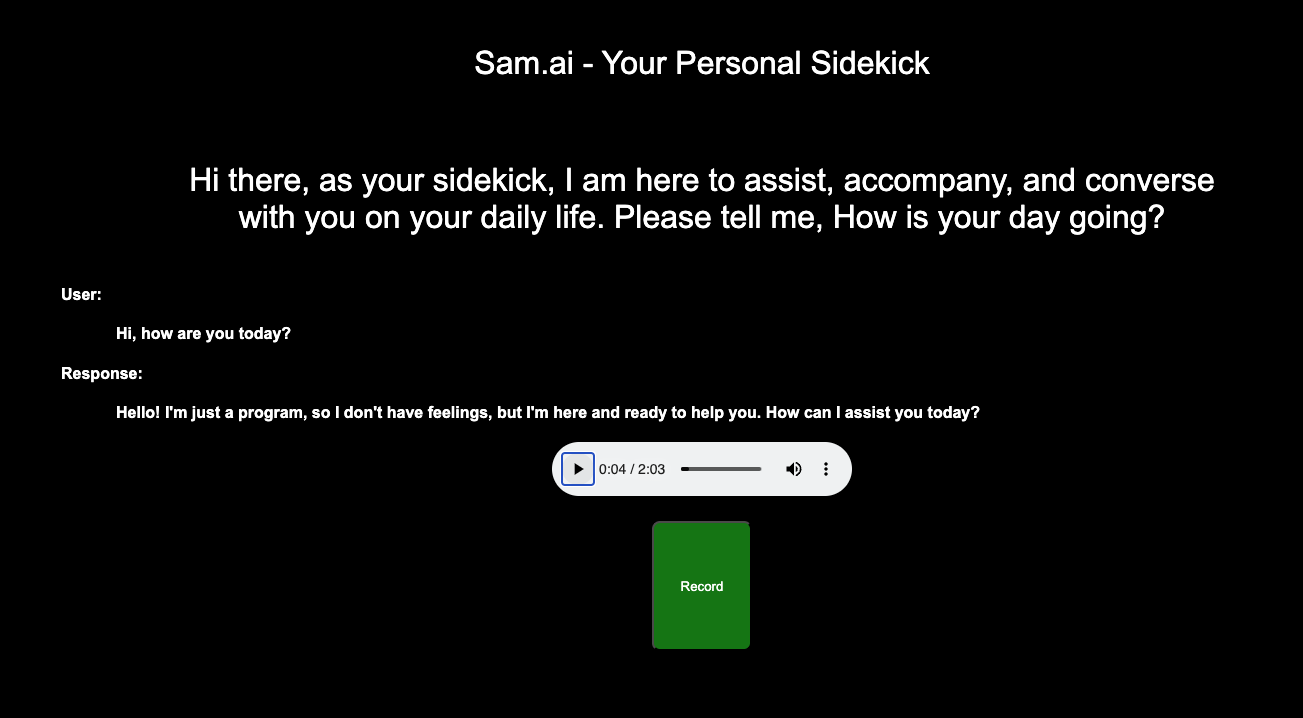 Sam.ai - Your Personal Sidekick
Hi there, as your sidekick, I am here to assist, accompany, and converse
with you on your daily life. Please tell me, How is your day going?
User:
Hi, how are you today?
Response:
Hello! I'm just a program, so I don't have feelings, but I'm here and ready to help you. How can I assist you today?
0:04 / 2:03
Record